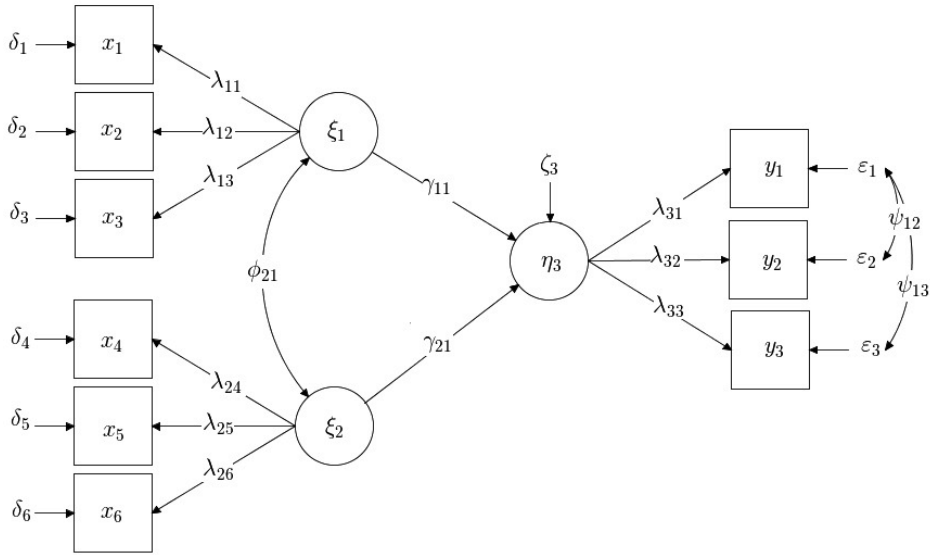 δ₁
x₁
λ₁₁
δ₂
x₂
λ₁₂
ξ₁
λ₁₃
δ₃
x₃
γ₁₁
ζ₃
y₁
ε₁
λ₃₁
ψ₁₂
ϕ₂₁
η₃
λ₃₂
y₂
ε₂
ψ₁₃
λ₃₃
δ₄
x₄
γ₂₁
y₃
ε₃
λ₂₄
δ₅
x₅
λ₂₅
ξ₂
λ₂₆
δ₆
x₆